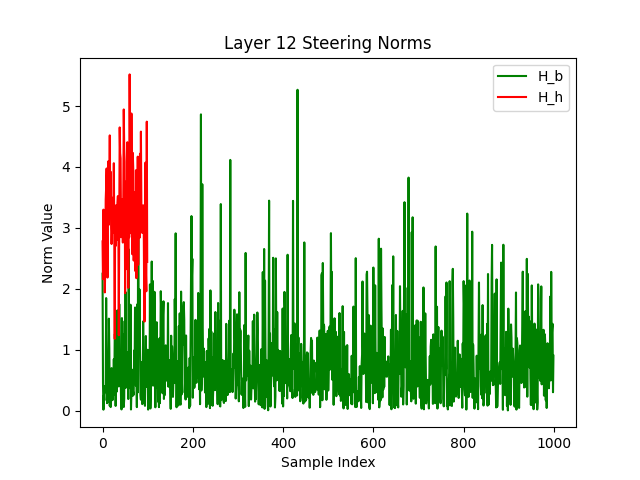 Layer 12 Steering Norms
H_b
H_h
Norm Value
5
4
3
2
1
0
0 200 400 600 800 1000
Sample Index